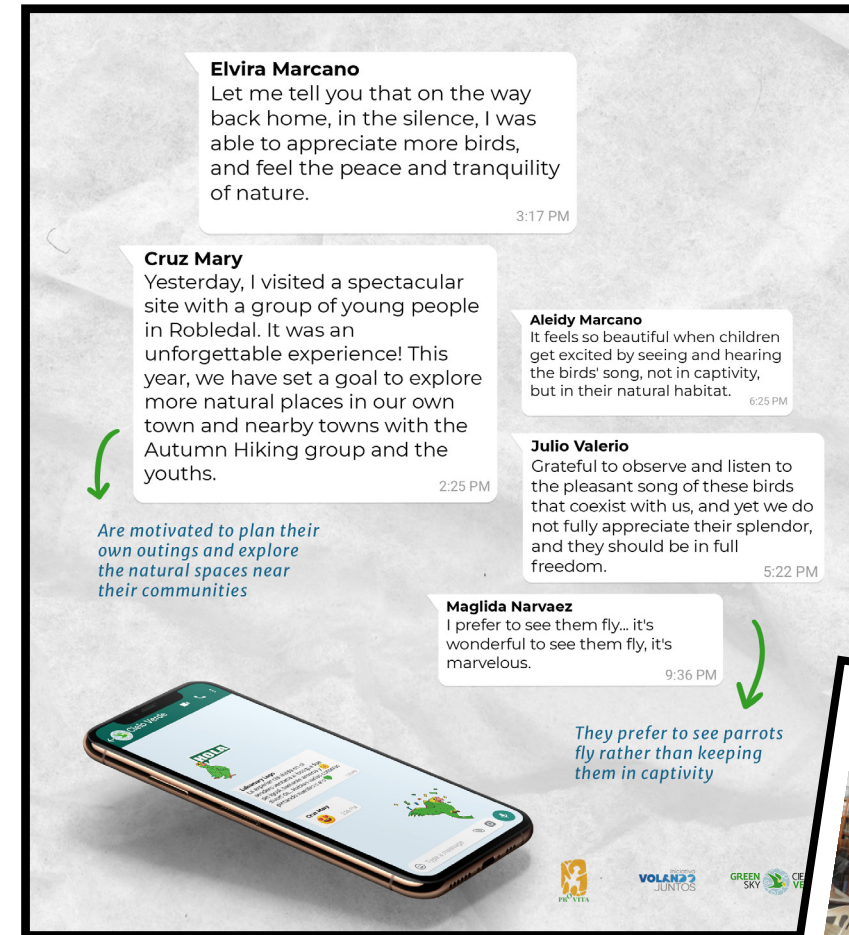 Elvira Marcano
Let me tell you that on the way
back home, in the silence, I was
able to appreciate more birds,
and feel the peace and tranquility
of nature.
3:17 PM
Cruz Mary
Yesterday, I visited a spectacular
site with a group of young people
in Robledal. It was an
unforgettable experience! This
year, we have set a goal to explore
more natural places in our own
town and nearby towns with the
Autumn Hiking group and the
youths.
2:25 PM
Are motivated to plan their
own outings and explore
the natural spaces near
their communities
Aleidy Marcano
It feels so beautiful when children
get excited by seeing and hearing
the birds' song, not in captivity,
but in their natural habitat.
6:25 PM
Julio Valerio
Grateful to observe and listen to
the pleasant song of these birds
that coexist with us, and yet we do
not fully appreciate their splendor,
and they should be in full
freedom.
5:22 PM
Maglida Narvaez
I prefer to see them fly... it's
wonderful to see them fly, it's
marvelous.
9:36 PM
They prefer to see parrots
fly rather than keeping
them in captivity
Cielo Verde
HOLA
Cruz Mary
Type a message
PROVITA
iniciativa
VOLANDO
JUNTOS
GREEN
SKY
CIE
VE